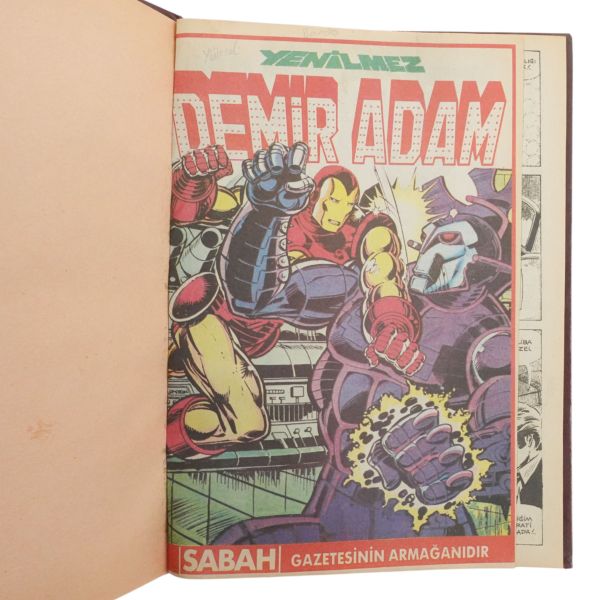 YENİLMEZ
DEMİR ADAM
SABAH GAZETESİNİN ARMAĞANIDIR